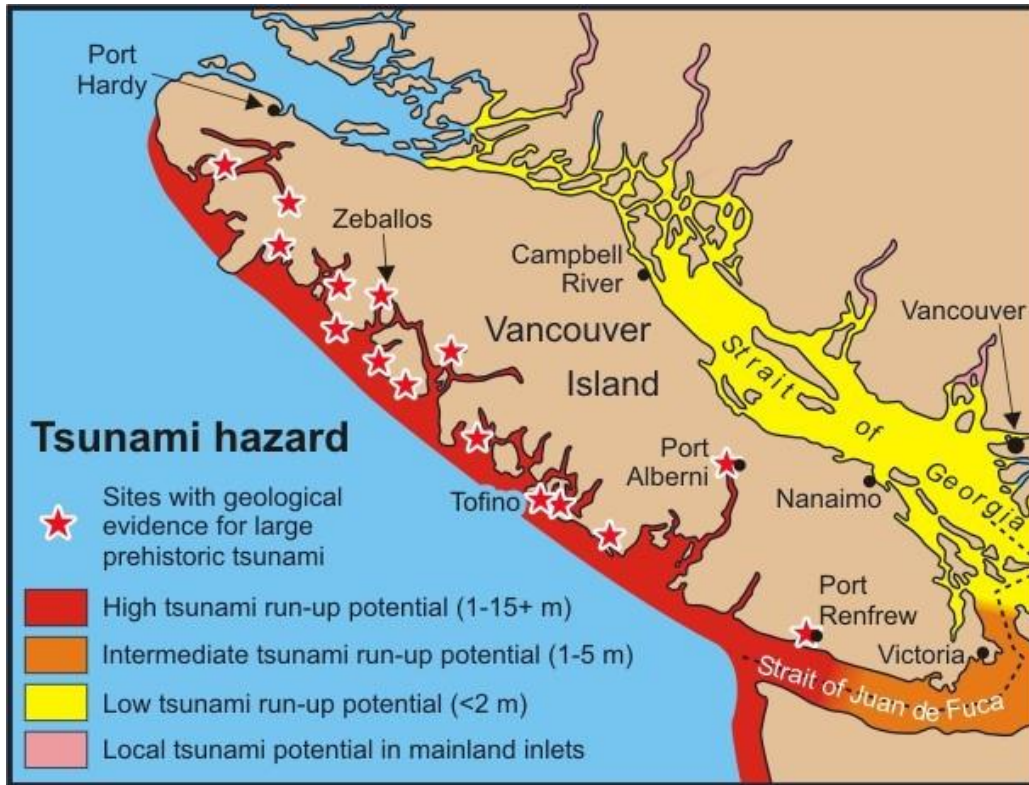 Port
Hardy
Zeballos
Campbell
River
Vancouver
Vancouver
Island
Strait of Georgia
Tsunami hazard
Port
Alberni
Nanaimo
Sites with geological
evidence for large
prehistoric tsunami
Tofino
High tsunami run-up potential (1-15+ m)
Port
Renfrew
Intermediate tsunami run-up potential (1-5 m)
Victoria
Strait of Juan de Fuca
Low tsunami run-up potential (<2 m)
Local tsunami potential in mainland inlets